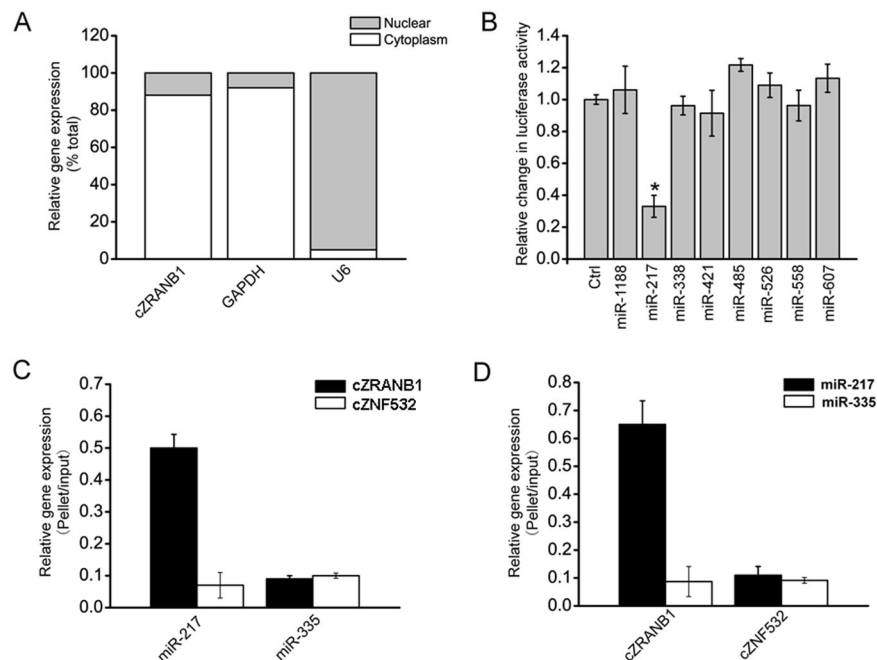 A
Nuclear
Cytoplasm
Relative gene expression
(% total)
120
100
80
60
40
20
0
cZRANB1
GAPDH
U6
B
Relative change in luciferase activity
1.4
1.2
1.0
0.8
0.6
0.4
0.2
0.0
*
Ctrl
miR-1188
miR-217
miR-338
miR-421
miR-485
miR-526
miR-558
miR-607
C
cZRANB1
cZNF532
Relative gene expression
(Pellet/input)
0.7
0.6
0.5
0.4
0.3
0.2
0.1
0.0
miR-217
miR-335
D
miR-217
miR-335
Relative gene expression
(Pellet/input)
0.8
0.7
0.6
0.5
0.4
0.3
0.2
0.1
0.0
cZRANB1
cZNF532